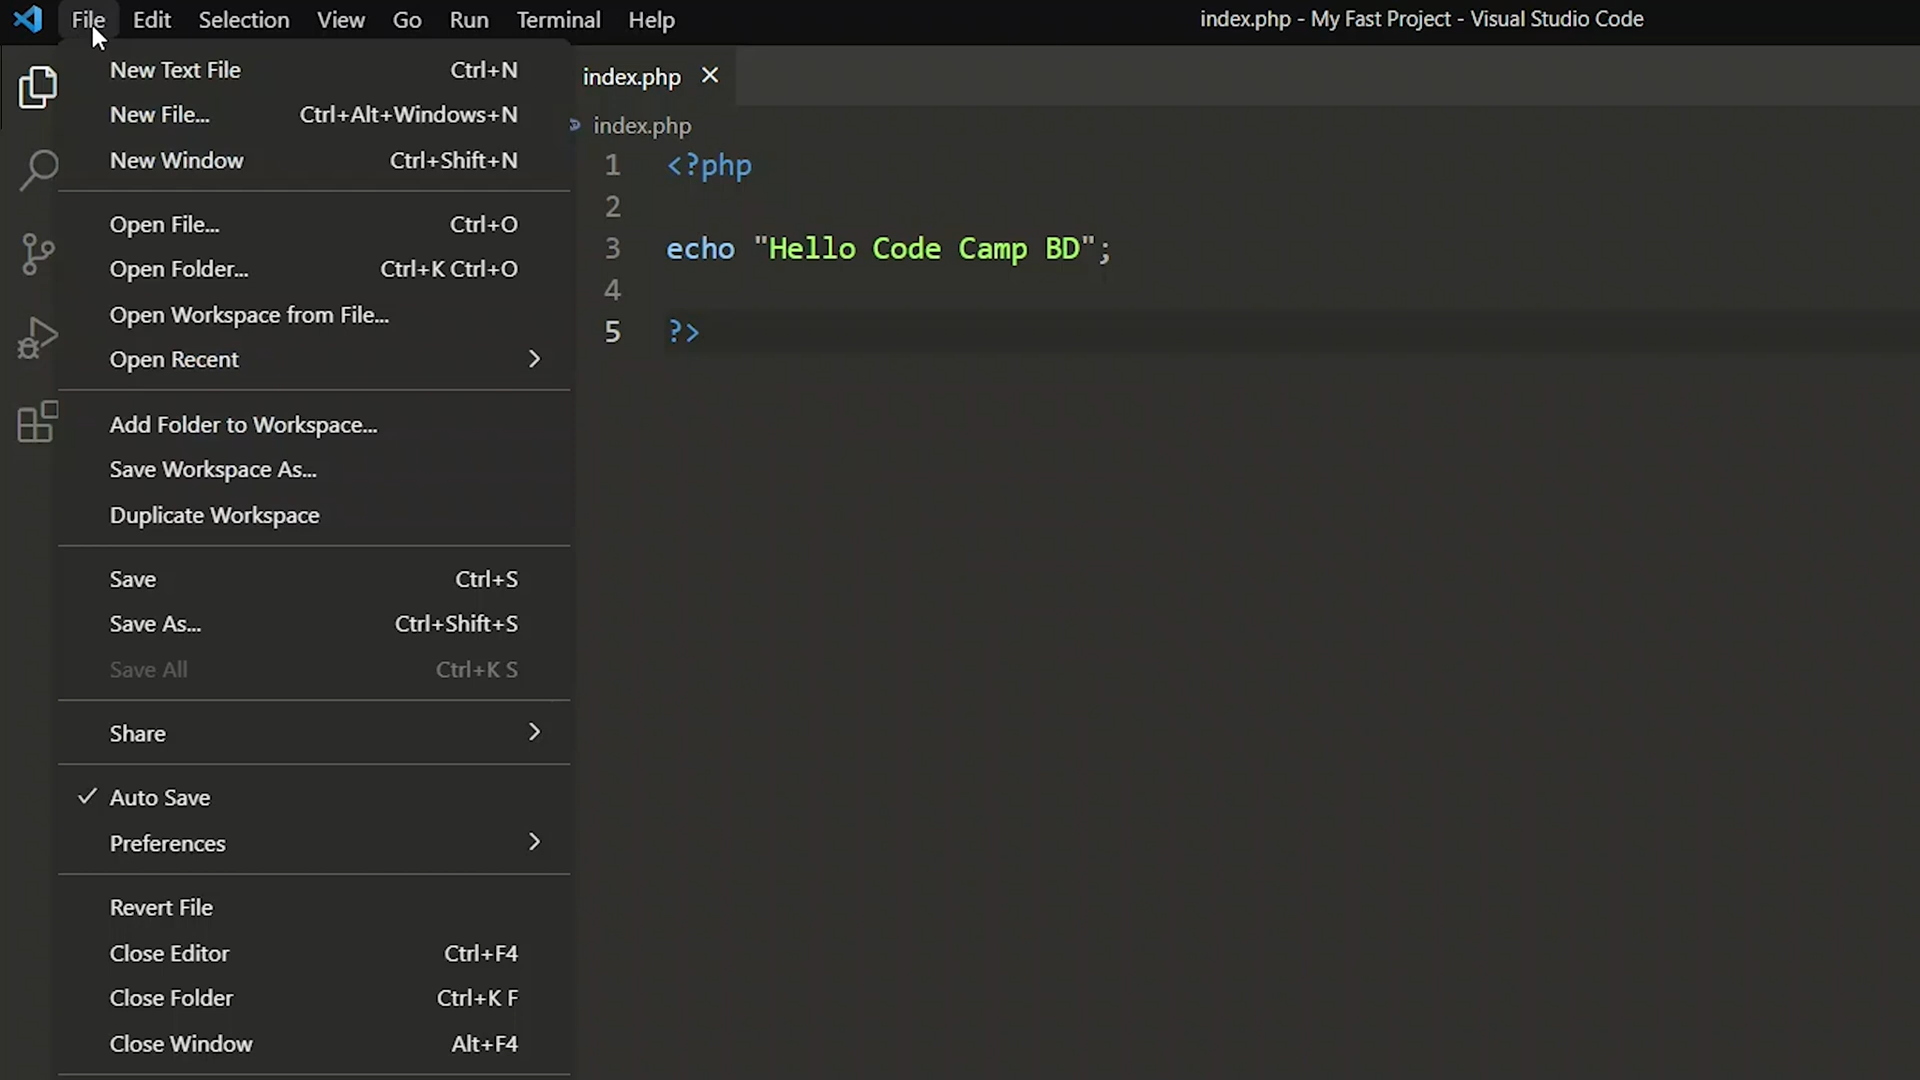 File Edit Selection View Go Run Terminal Help
index.php - My Fast Project - Visual Studio Code
New Text File Ctrl+N
New File... Ctrl+Alt+Windows+N
New Window Ctrl+Shift+N
Open File... Ctrl+O
Open Folder... Ctrl+K Ctrl+O
Open Workspace from File...
Open Recent
Add Folder to Workspace...
Save Workspace As...
Duplicate Workspace
Save Ctrl+S
Save As... Ctrl+Shift+S
Save All Ctrl+K S
Share
Auto Save
Preferences
Revert File
Close Editor Ctrl+F4
Close Folder Ctrl+K F
Close Window Alt+F4
index.php
index.php
1 <?php
2
3 echo "Hello Code Camp BD";
4
5 ?>